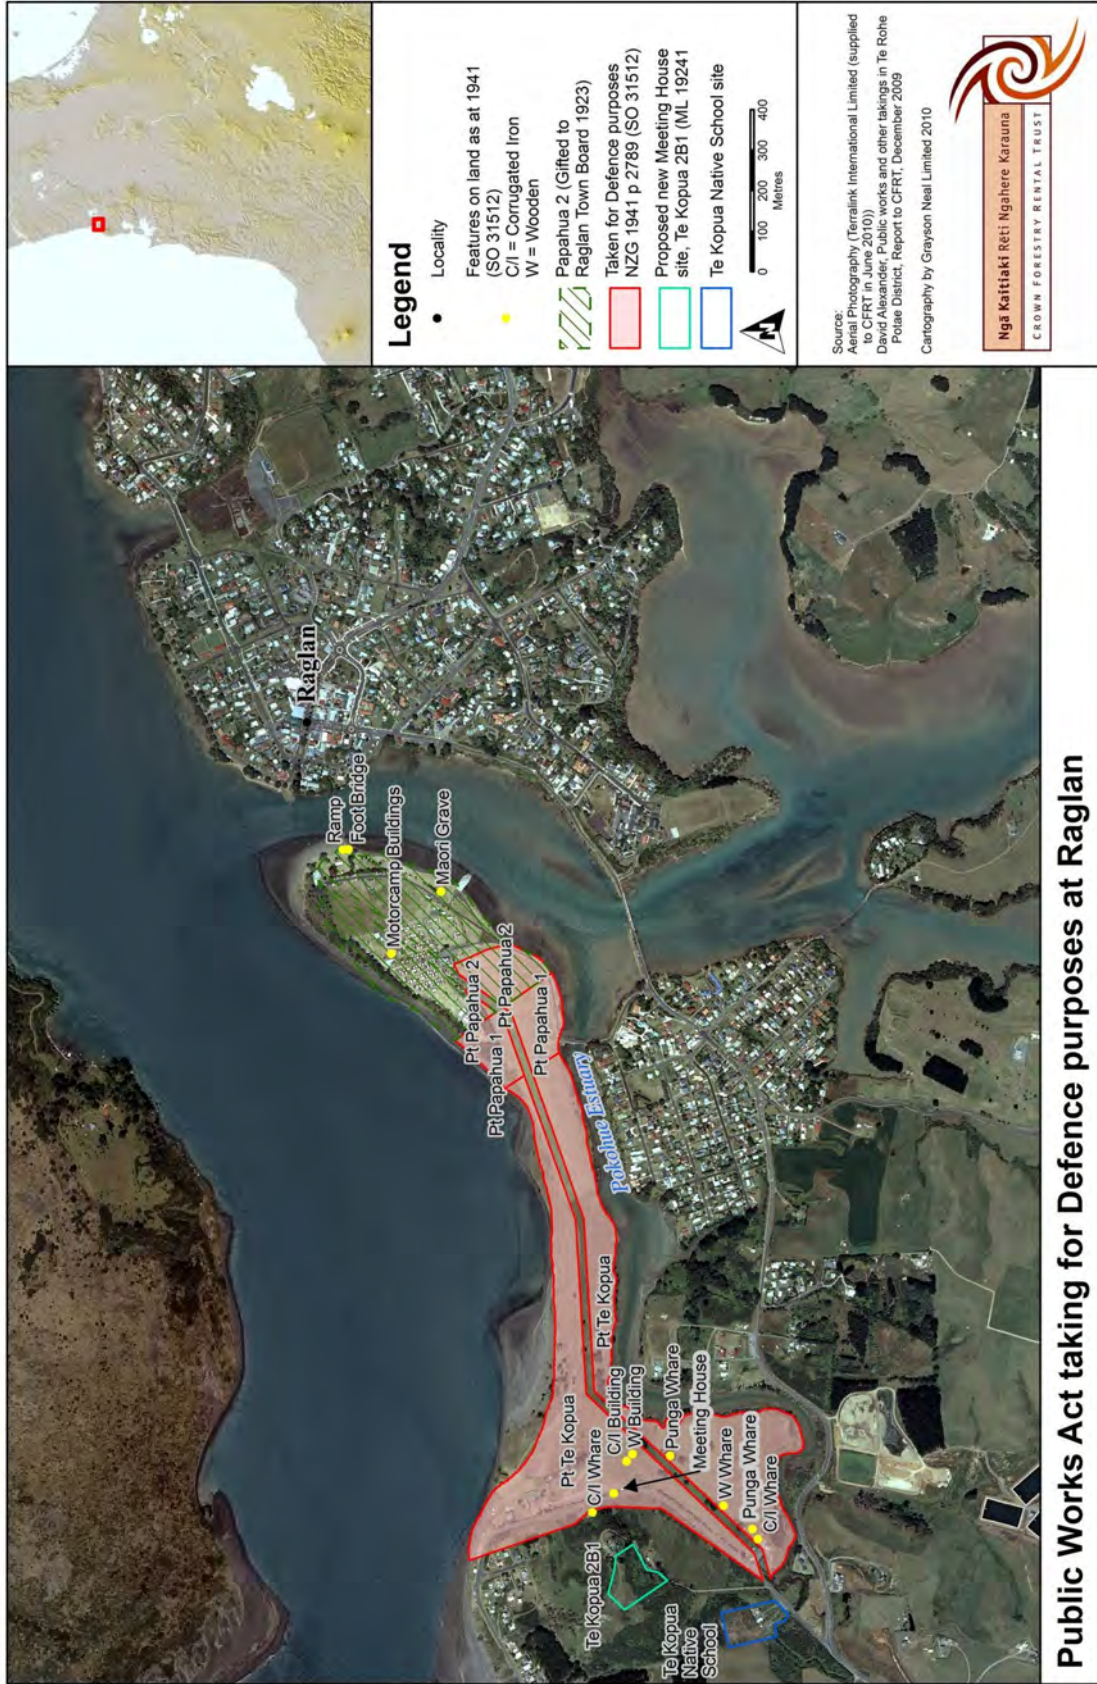 Ramp
Foot Bridge
Motorcamp Buildings
Raglan
Maori Grave
Pt Papahua 2
Pt Papahua 2
Pt Papahua 1
Pt Papahua 1
Pokohue Estuary
Pt Te Kopua
Pt Te Kopua
C/I Building
W Building
C/I Whare
Punga Whare
Meeting House
W Whare
Punga Whare
C/I Whare
Te Kopua 2B1
Te Kopua
Native
School
Legend
Locality
Features on land as at 1941
(SO 31512)
C/I = Corrugated Iron
W = Wooden
Papahua 2 (Gifted to
Raglan Town Board 1923)
Taken for Defence purposes
NZG 1941 p 2789 (SO 31512)
Proposed new Meeting House
site, Te Kopua 2B1 (ML 19241)
Te Kopua Native School site
N
0 100 200 300 400
Metres
Source:
Aerial Photography (Terralink International Limited (supplied
to CFRT in June 2010))
David Alexander, Public works and other takings in Te Rohe
Potae District, Report to CFRT, December 2009
Cartography by Grayson Neal Limited 2010
Ngā Kaitiaki Rēti Ngahere Karauna
CROWN FORESTRY RENTAL TRUST
Public Works Act taking for Defence purposes at Raglan